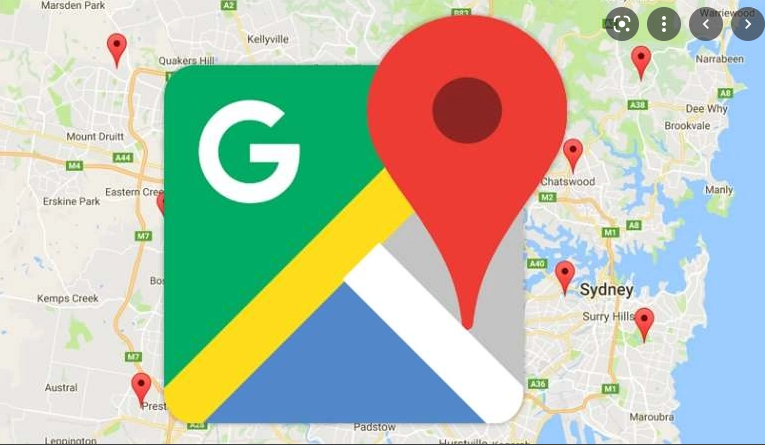 Marsden Park
A2
B83
Warriewood
Kellyville
Quakers Hill
Narrabeen
A8
A38
Dee Why
Mount Druitt
Brookvale
A44
M4
G
Chatswood
Eastern Cree
M2
Manly
Erskine Park
A8
M7
M1
A40
Bos
Sydney
Kemps Creek
Surry Hills
M7
Austral
A36
M1
Prest
Maroubra
A28
Padstow
Leppington
Hurstville